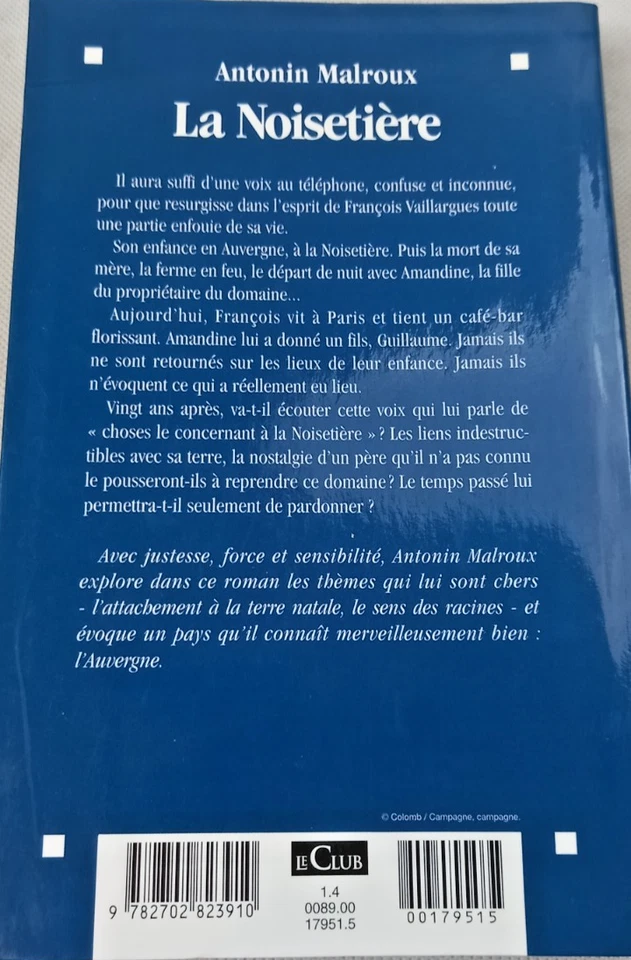 Antonin Malroux
La Noisetière
Il aura suffi d'une voix au téléphone, confuse et inconnue,
pour que resurgisse dans l'esprit de François Vaillargues toute
une partie enfouie de sa vie.
Son enfance en Auvergne, à la Noisetière. Puis la mort de sa
mère, la ferme en feu, le départ de nuit avec Amandine, la fille
du propriétaire du domaine...
Aujourd'hui, François vit à Paris et tient un café-bar
florissant. Amandine lui a donné un fils, Guillaume. Jamais ils
ne sont retournés sur les lieux de leur enfance. Jamais ils
n'évoquent ce qui a réellement eu lieu.
Vingt ans après, va-t-il écouter cette voix qui lui parle de
« choses le concernant à la Noisetière » ? Les liens indestruc-
tibles avec sa terre, la nostalgie d'un père qu'il n'a pas connu
le pousseront-ils à reprendre ce domaine ? Le temps passé lui
permettra-t-il seulement de pardonner ?
Avec justesse, force et sensibilité, Antonin Malroux
explore dans ce roman les thèmes qui lui sont chers
- l'attachement à la terre natale, le sens des racines - et
évoque un pays qu'il connaît merveilleusement bien :
l'Auvergne.
© Colomb / Campagne, campagne.
LE CLUB
1.4
0089.00
17951.5
9 782702 823910
00179515